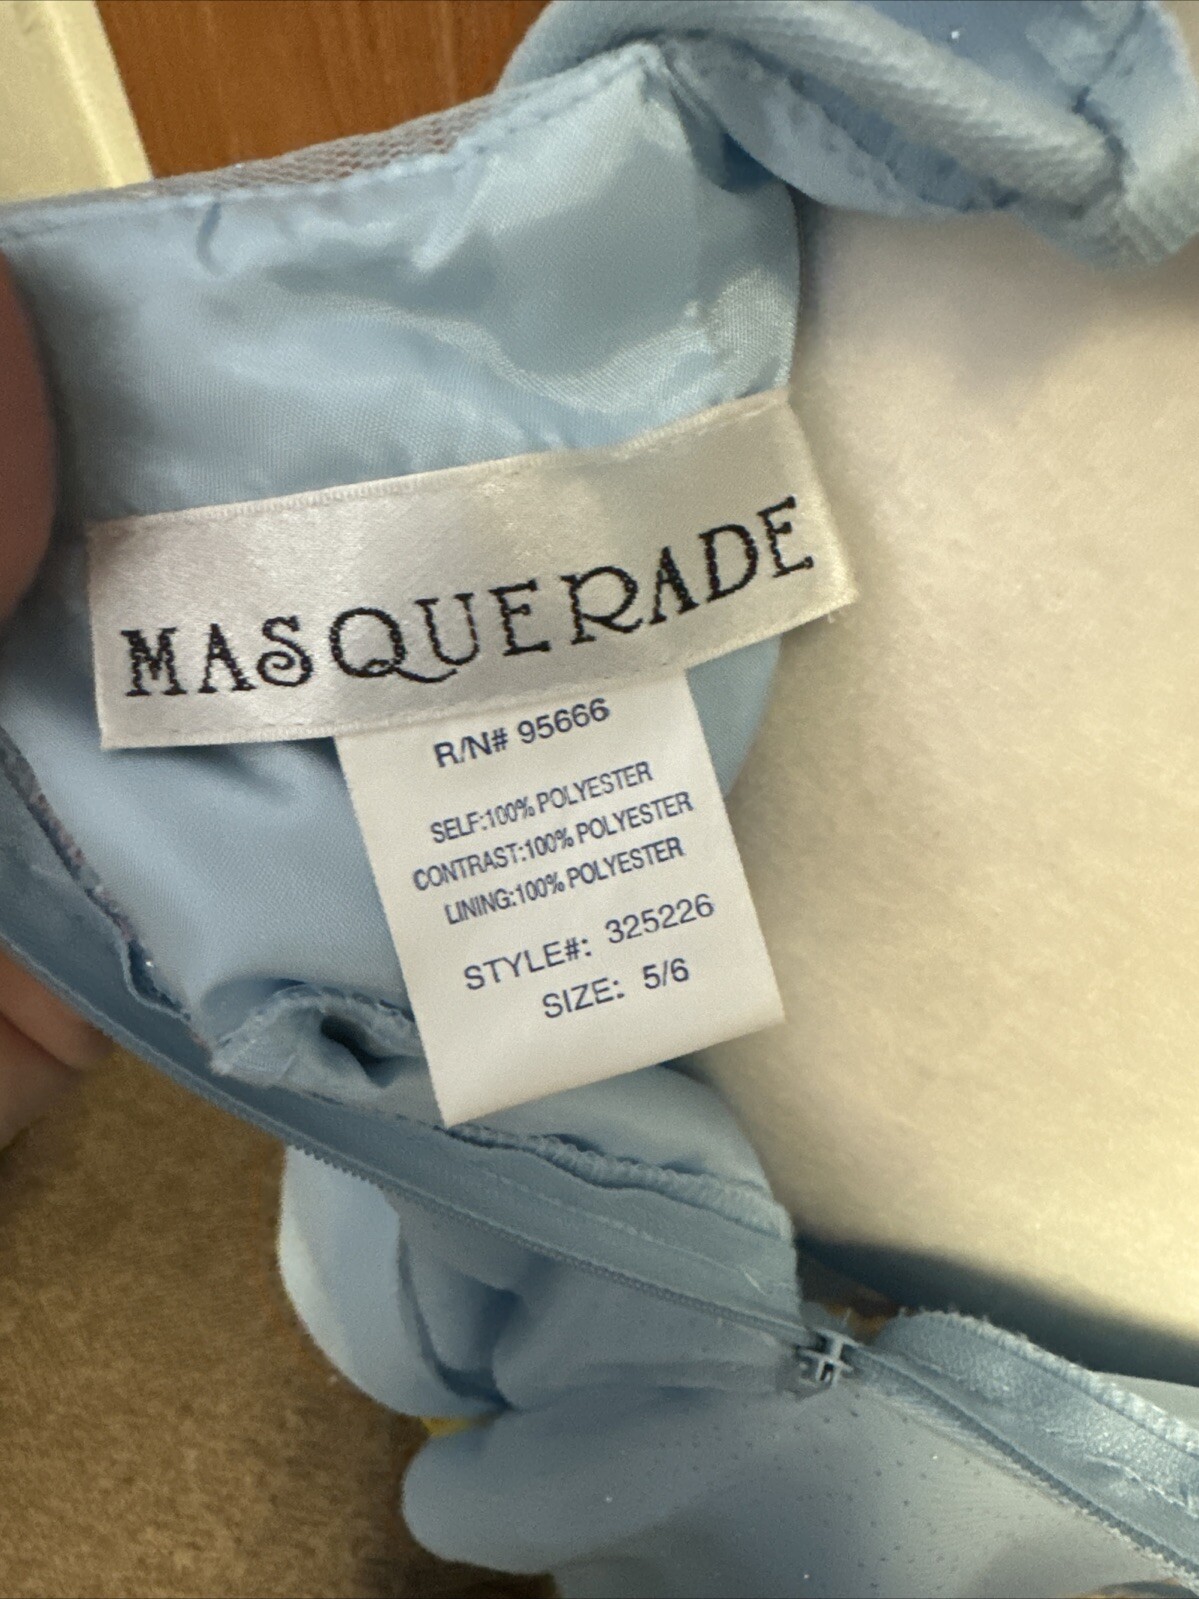 MASQUERADE
R/N# 95666
SELF:100% POLYESTER
CONTRAST:100% POLYESTER
LINING:100% POLYESTER
STYLE#: 325226
SIZE: 5/6